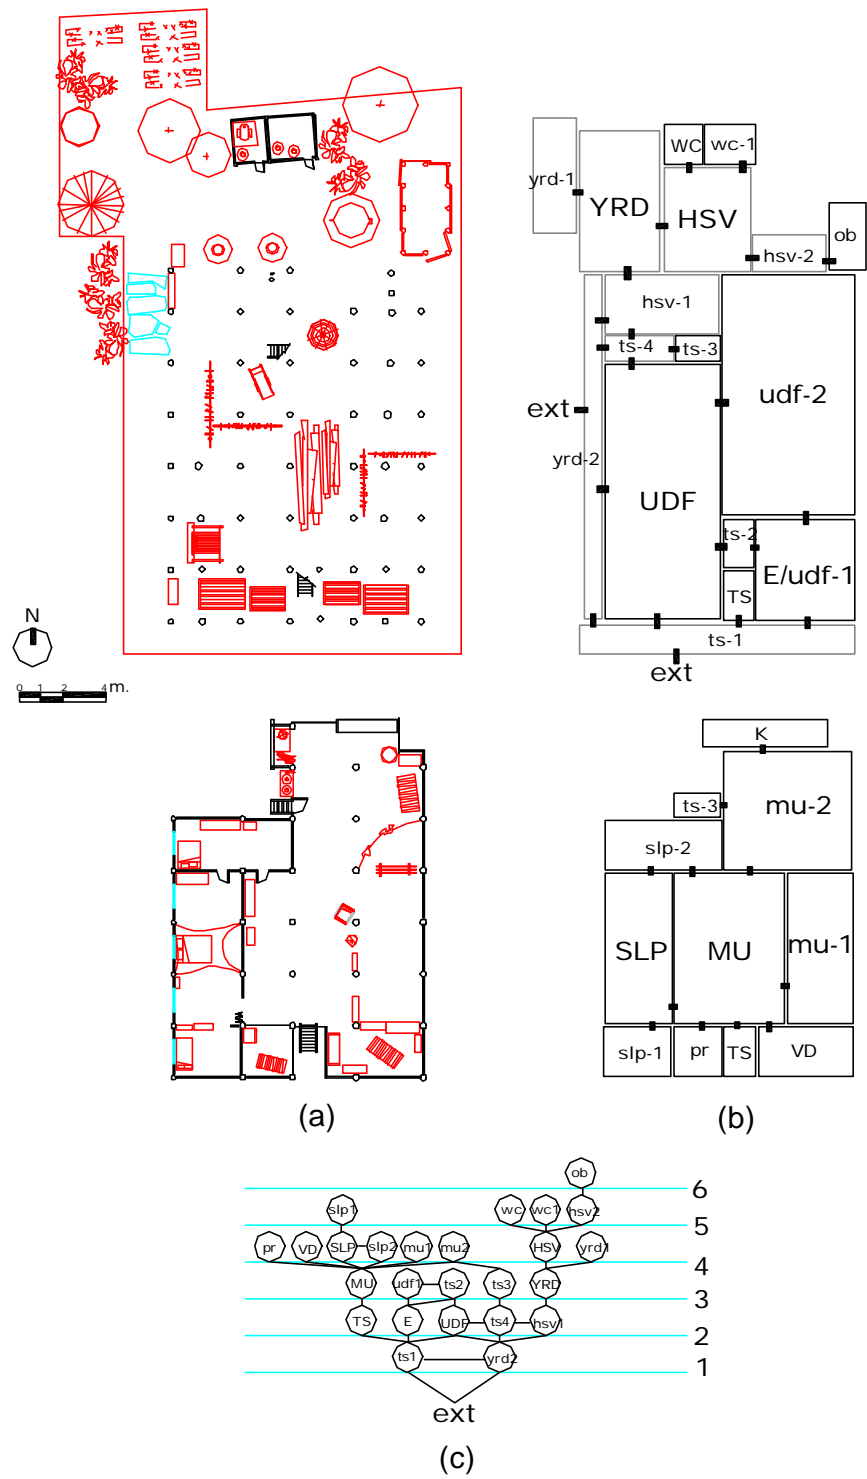 N
0 1 2 4 m.
WC wc-1
yrd-1
YRD
HSV
ob
hsv-2
hsv-1
ts-4 ts-3
udf-2
ext
yrd-2
UDF
ts-2
E/udf-1
TS
ts-1
ext
K
ts-3
mu-2
slp-2
SLP MU mu-1
slp-1 pr TS VD
(a) (b)
ob
6
slp1 wc wc1 hsv2
5
pr VD SLP slp2 mu1 mu2 HSV yrd1
4
MU udf1 ts2 ts3 YRD
3
TS E UDF ts4 hsv1
2
ts1 yrd2
1
ext
(c)